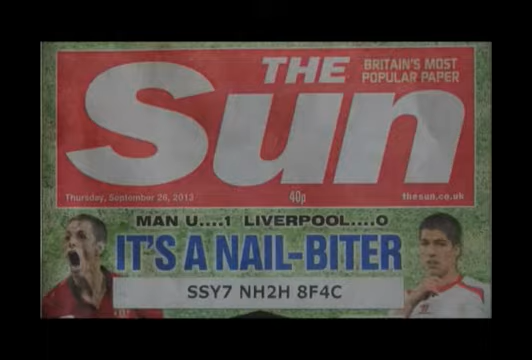 THE
Sun
BRITAIN'S MOST
POPULAR PAPER
Thursday, September 26, 2013
40p
thesun.co.uk
MAN U....1 LIVERPOOL....0
IT'S A NAIL-BITER
SSY7 NH2H 8F4C